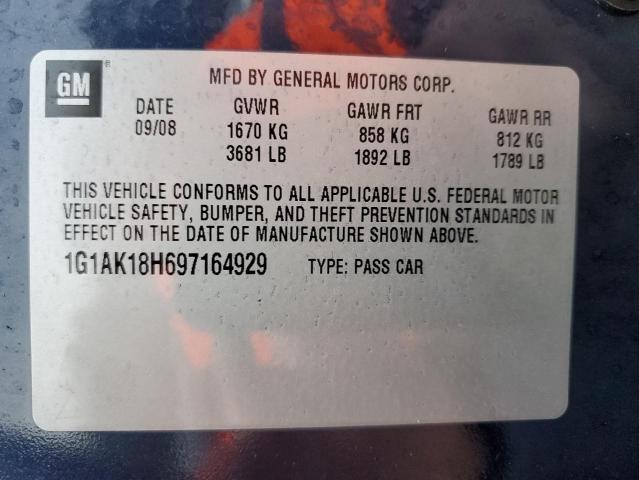 GM
MFD BY GENERAL MOTORS CORP.
DATE GVWR GAWR FRT GAWR RR
09/08 1670 KG 858 KG 812 KG
3681 LB 1892 LB 1789 LB
THIS VEHICLE CONFORMS TO ALL APPLICABLE U.S. FEDERAL MOTOR
VEHICLE SAFETY, BUMPER, AND THEFT PREVENTION STANDARDS IN
EFFECT ON THE DATE OF MANUFACTURE SHOWN ABOVE.
1G1AK18H697164929 TYPE: PASS CAR